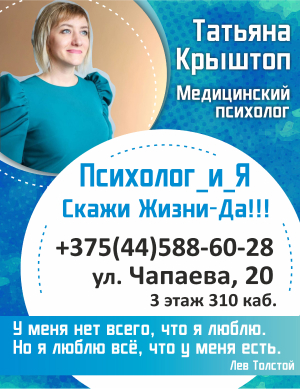 Татьяна
Крыштоп
Медицинский
психолог
Психолог_и_Я
Скажи Жизни-Да!!!
+375(44)588-60-28
ул. Чапаева, 20
3 этаж 310 каб.
У меня нет всего, что я люблю.
Но я люблю всё, что у меня есть.
Лев Толстой